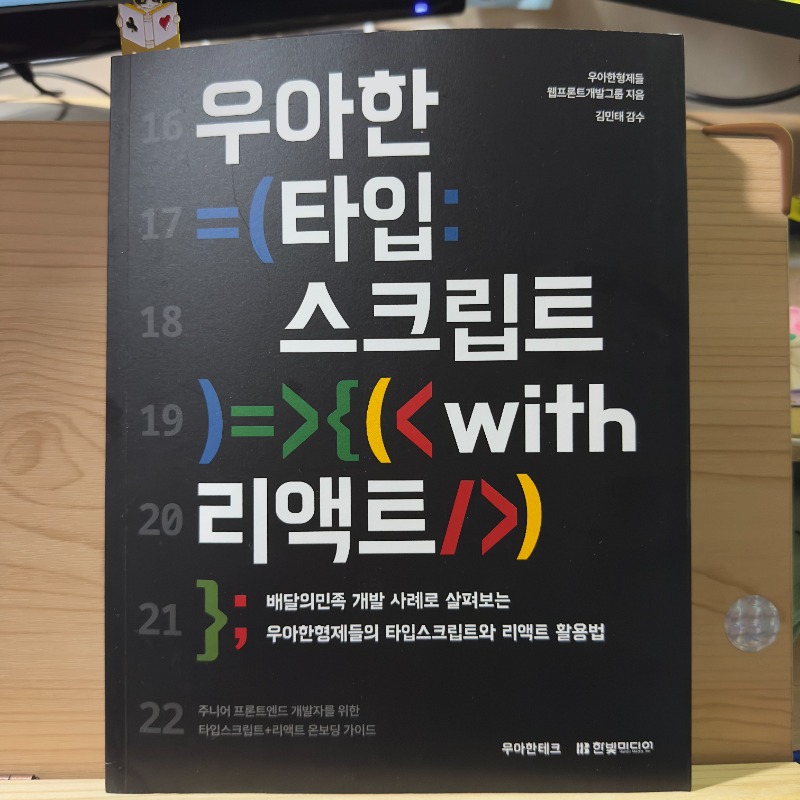 우아한형제들
웹프론트개발그룹 지음
김민태 감수
16 우아한
17 =(타입:
18 스크립트
19 )=>{(<with
20 리액트/>)
21 };
배달의민족 개발 사례로 살펴보는
우아한형제들의 타입스크립트와 리액트 활용법
22 주니어 프론트엔드 개발자를 위한
타입스크립트+리액트 온보딩 가이드
우아한테크 한빛미디어